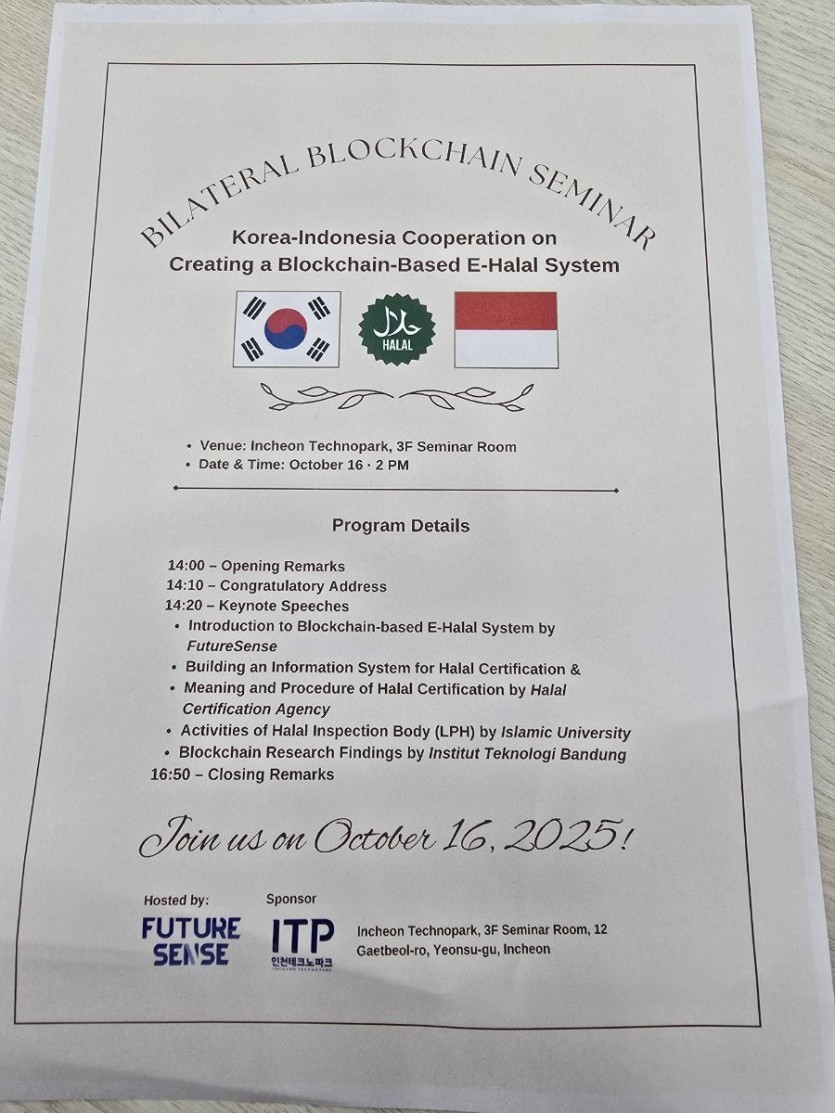 BILATERAL BLOCKCHAIN SEMINAR
Korea-Indonesia Cooperation on
Creating a Blockchain-Based E-Halal System
حلال
HALAL
• Venue: Incheon Technopark, 3F Seminar Room
• Date & Time: October 16 · 2 PM
Program Details
14:00 – Opening Remarks
14:10 – Congratulatory Address
14:20 – Keynote Speeches
• Introduction to Blockchain-based E-Halal System by
FutureSense
• Building an Information System for Halal Certification &
• Meaning and Procedure of Halal Certification by Halal
Certification Agency
• Activities of Halal Inspection Body (LPH) by Islamic University
• Blockchain Research Findings by Institut Teknologi Bandung
16:50 – Closing Remarks
Join us on October 16, 2025!
Hosted by:
Sponsor
FUTURE
SENSE
ITP
인천테크노파크
INCHEON TECHNOPARK
Incheon Technopark, 3F Seminar Room, 12
Gaetbeol-ro, Yeonsu-gu, Incheon